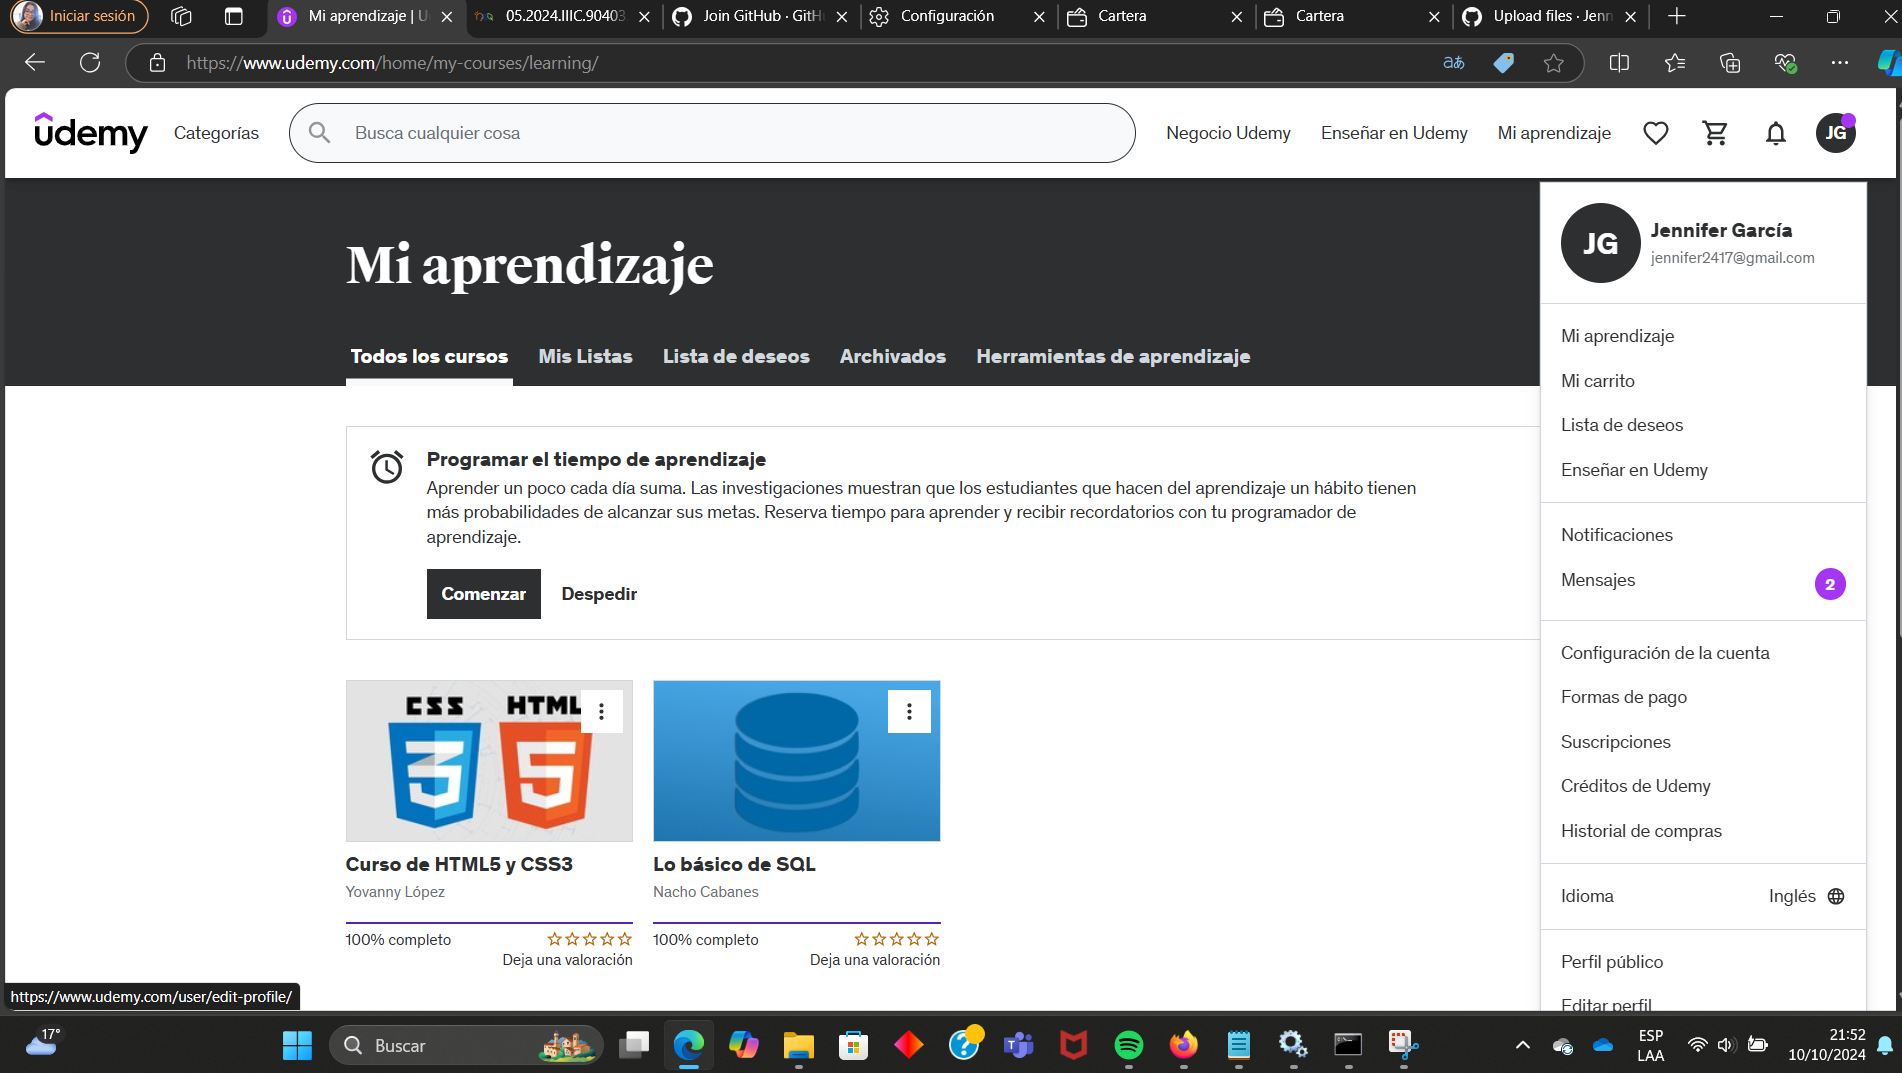 Iniciar sesión
Mi aprendizaje | U
05.2024.IIIC.90403
Join GitHub · GitH
Configuración
Cartera
Cartera
Upload files · Jenn
https://www.udemy.com/home/my-courses/learning/
aあ
udemy
Categorías
Busca cualquier cosa
Negocio Udemy
Enseñar en Udemy
Mi aprendizaje
JG
Mi aprendizaje
Todos los cursos
Mis Listas
Lista de deseos
Archivados
Herramientas de aprendizaje
Programar el tiempo de aprendizaje
Aprender un poco cada día suma. Las investigaciones muestran que los estudiantes que hacen del aprendizaje un hábito tienen
más probabilidades de alcanzar sus metas. Reserva tiempo para aprender y recibir recordatorios con tu programador de
aprendizaje.
Comenzar
Despedir
CSS HTML
3 5
Curso de HTML5 y CSS3
Yovanny López
100% completo
Deja una valoración
Lo básico de SQL
Nacho Cabanes
100% completo
Deja una valoración
JG
Jennifer García
jennifer2417@gmail.com
Mi aprendizaje
Mi carrito
Lista de deseos
Enseñar en Udemy
Notificaciones
Mensajes
2
Configuración de la cuenta
Formas de pago
Suscripciones
Créditos de Udemy
Historial de compras
Idioma
Inglés
Perfil público
Editar perfil
https://www.udemy.com/user/edit-profile/
17°
Buscar
ESP
LAA
21:52
10/10/2024